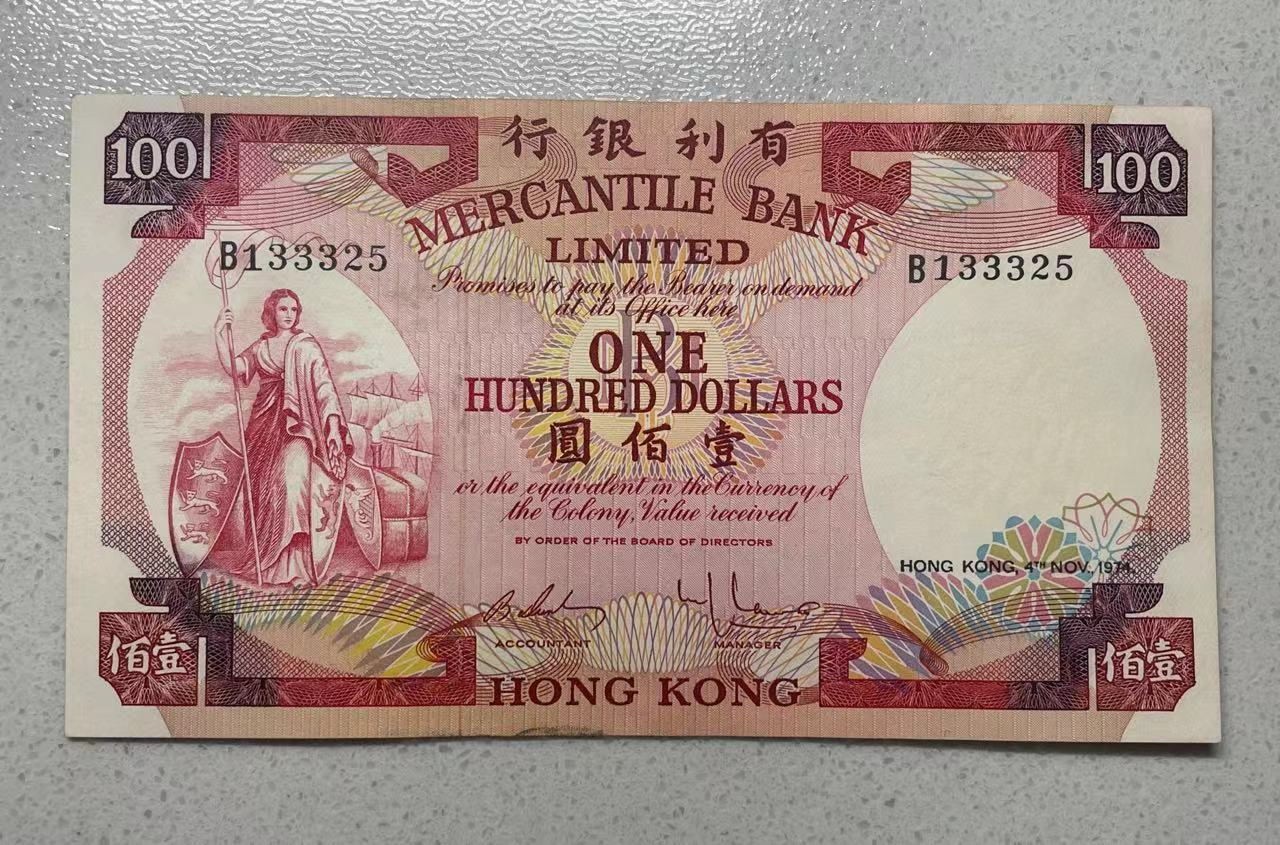 100
行銀利有
100
MERCANTILE BANK
LIMITED
B133325
B133325
Promises to pay the Bearer on demand
at its Office here
ONE
HUNDRED DOLLARS
圓佰壹
or the equivalent in the Currency of
the Colony, Value received
BY ORDER OF THE BOARD OF DIRECTORS
HONG KONG, 4TH NOV. 1974.
ACCOUNTANT
MANAGER
佰壹
HONG KONG
佰壹